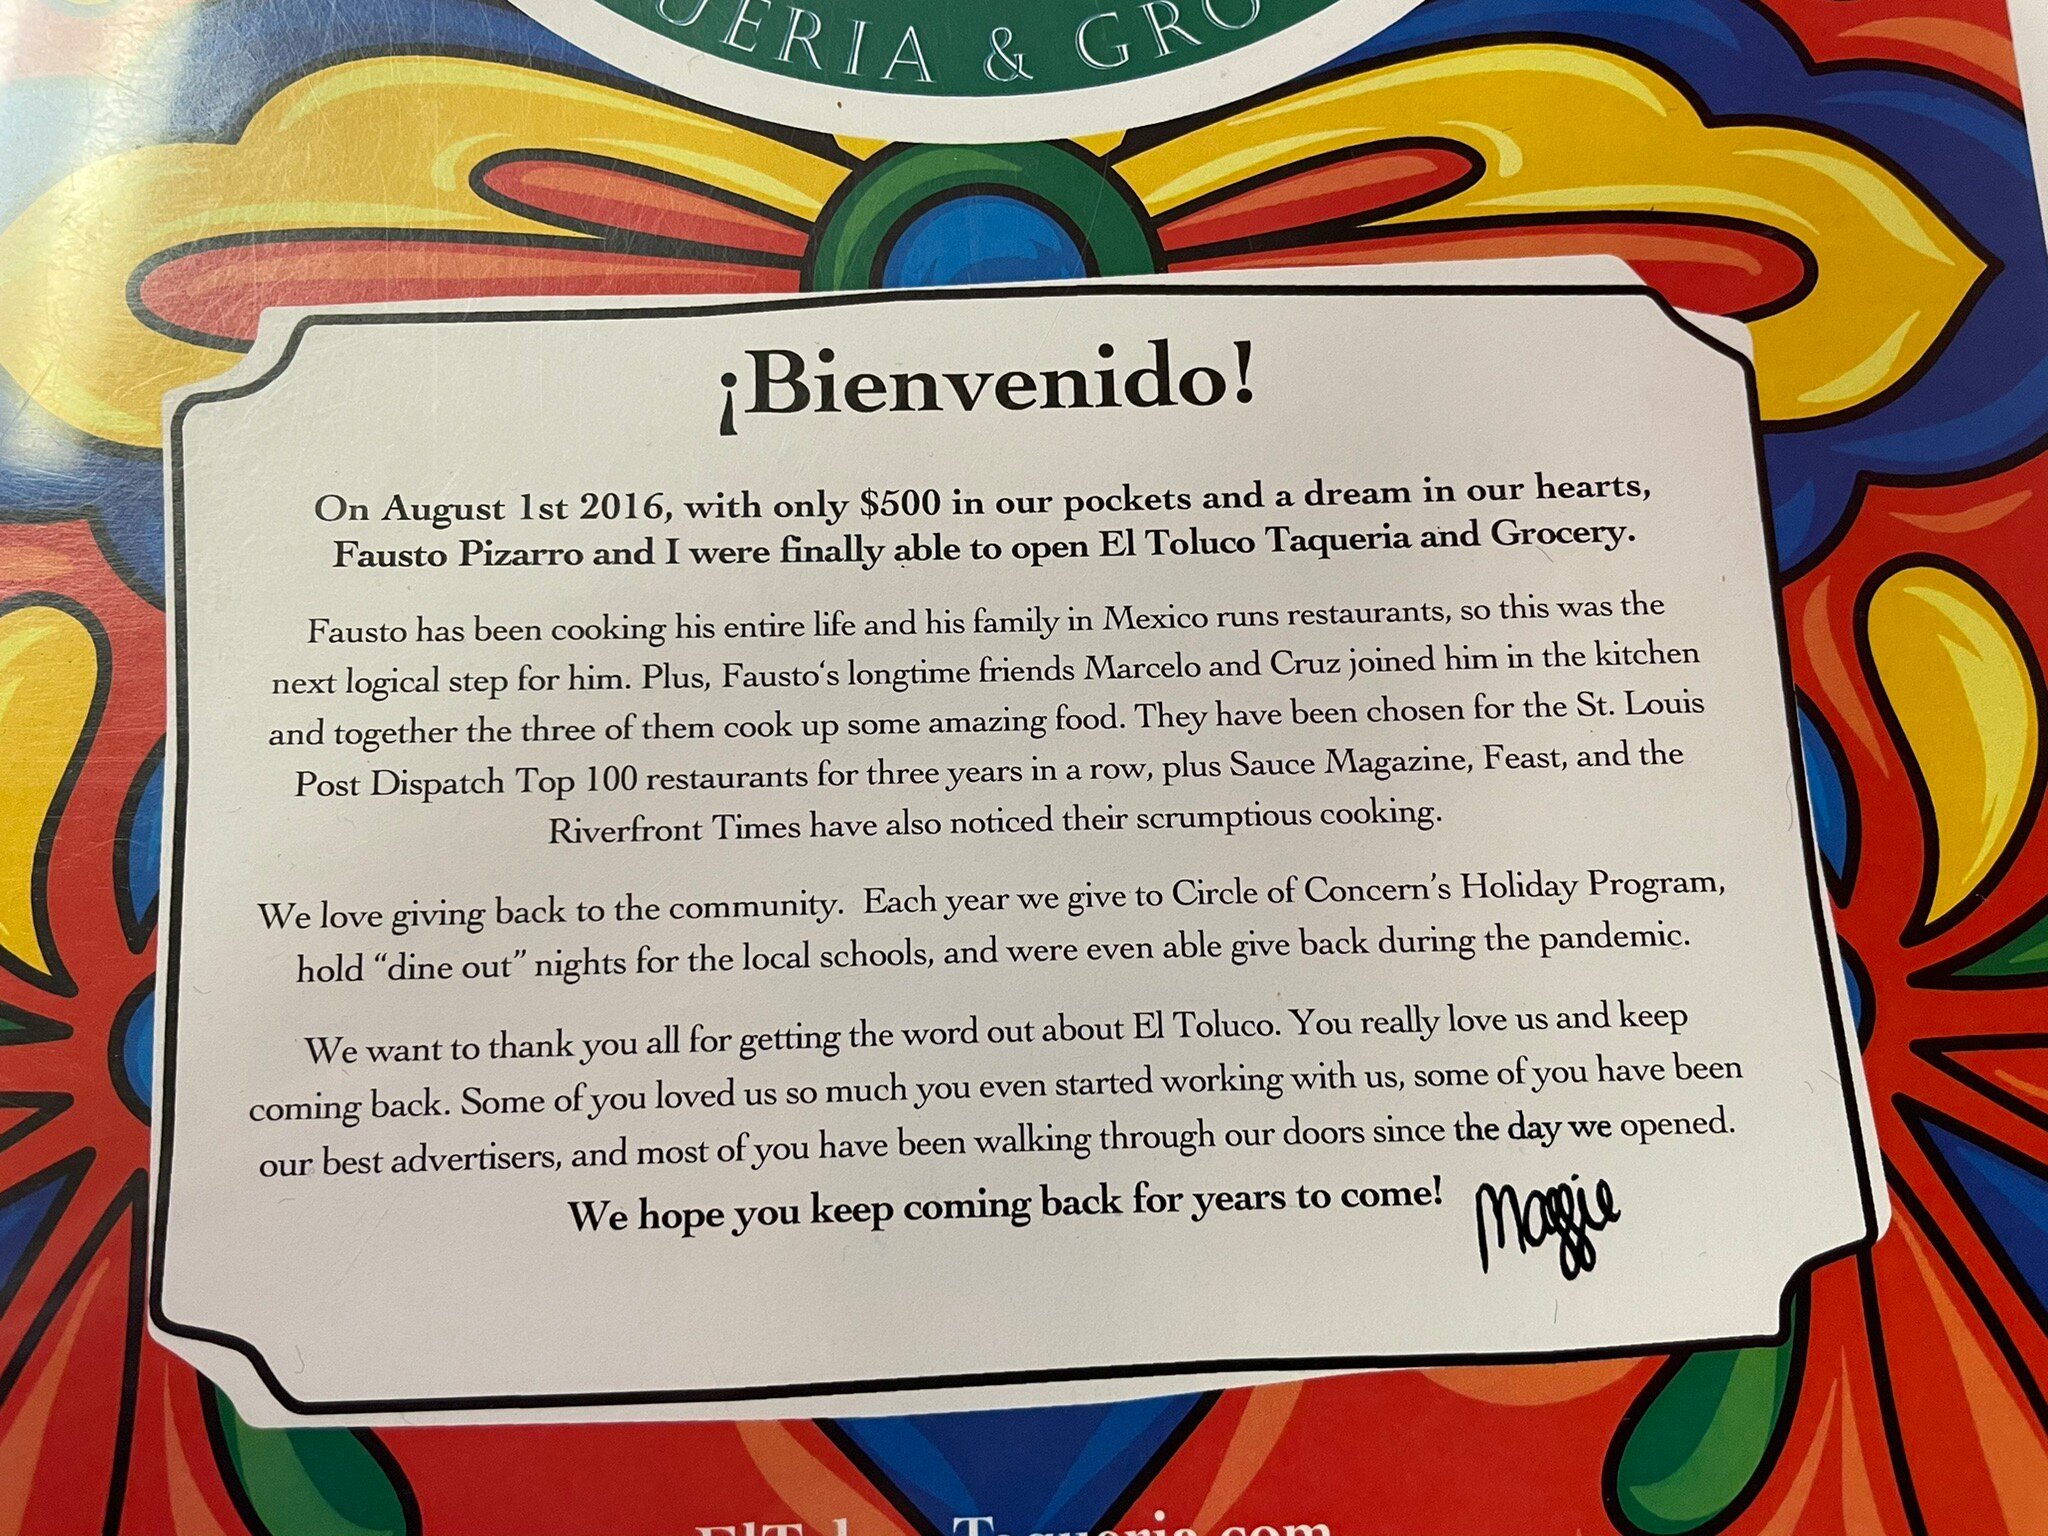 UERIA & GRO
¡Bienvenido!
On August 1st 2016, with only $500 in our pockets and a dream in our hearts,
Fausto Pizarro and I were finally able to open El Toluco Taqueria and Grocery.
Fausto has been cooking his entire life and his family in Mexico runs restaurants, so this was the
next logical step for him. Plus, Fausto‘s longtime friends Marcelo and Cruz joined him in the kitchen
and together the three of them cook up some amazing food. They have been chosen for the St. Louis
Post Dispatch Top 100 restaurants for three years in a row, plus Sauce Magazine, Feast, and the
Riverfront Times have also noticed their scrumptious cooking.
We love giving back to the community. Each year we give to Circle of Concern’s Holiday Program,
hold “dine out” nights for the local schools, and were even able give back during the pandemic.
We want to thank you all for getting the word out about El Toluco. You really love us and keep
coming back. Some of you loved us so much you even started working with us, some of you have been
our best advertisers, and most of you have been walking through our doors since the day we opened.
We hope you keep coming back for years to come! Maggie
ElTolucoTaqueria.com